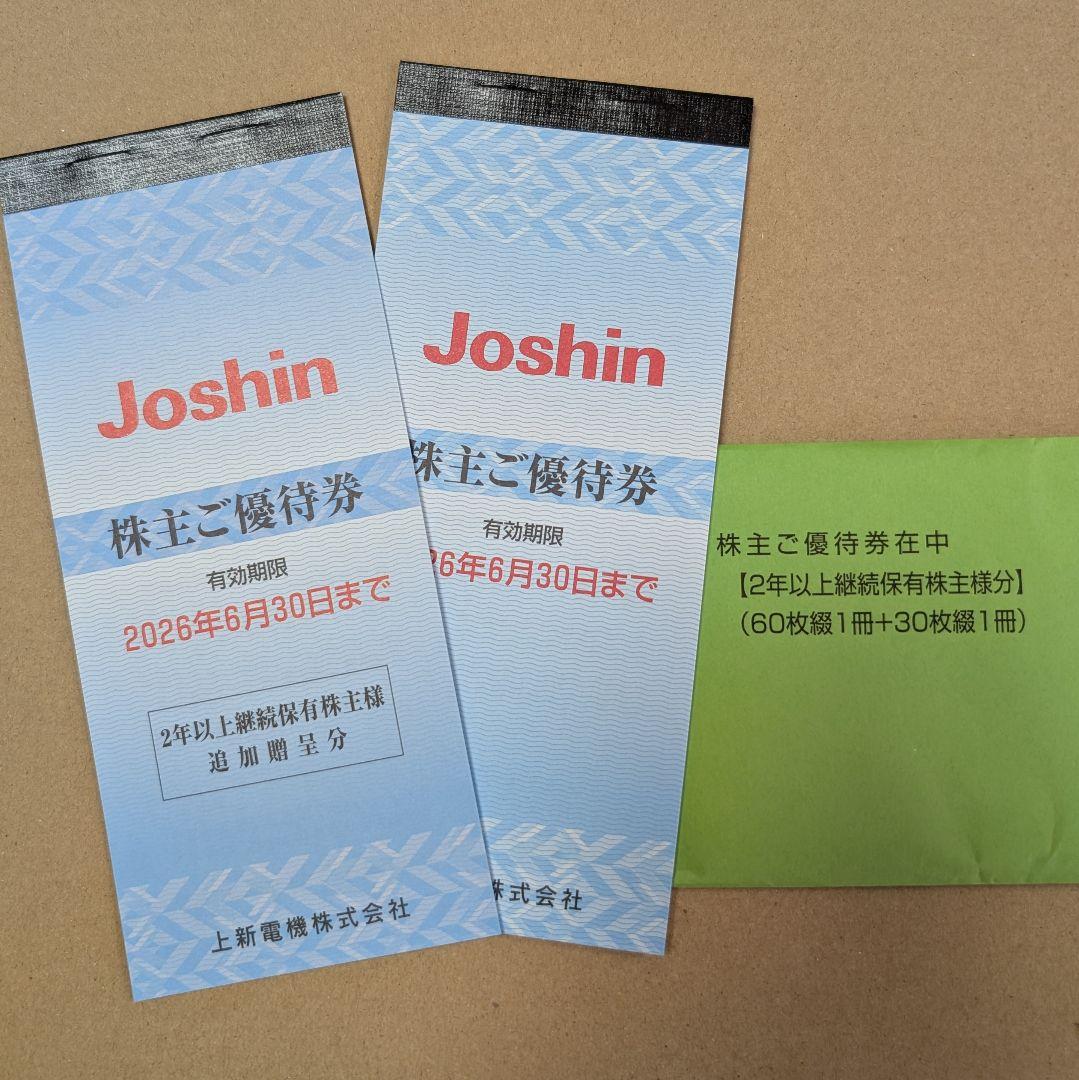 Joshin
株主ご優待券
有効期限
2026年6月30日まで
2年以上継続保有株主様
追加贈呈分
上新電機株式会社
Joshin
株主ご優待券
有効期限
26年6月30日まで
株式会社
株主ご優待券在中
【2年以上継続保有株主様分】
（60枚綴1冊+30枚綴1冊）